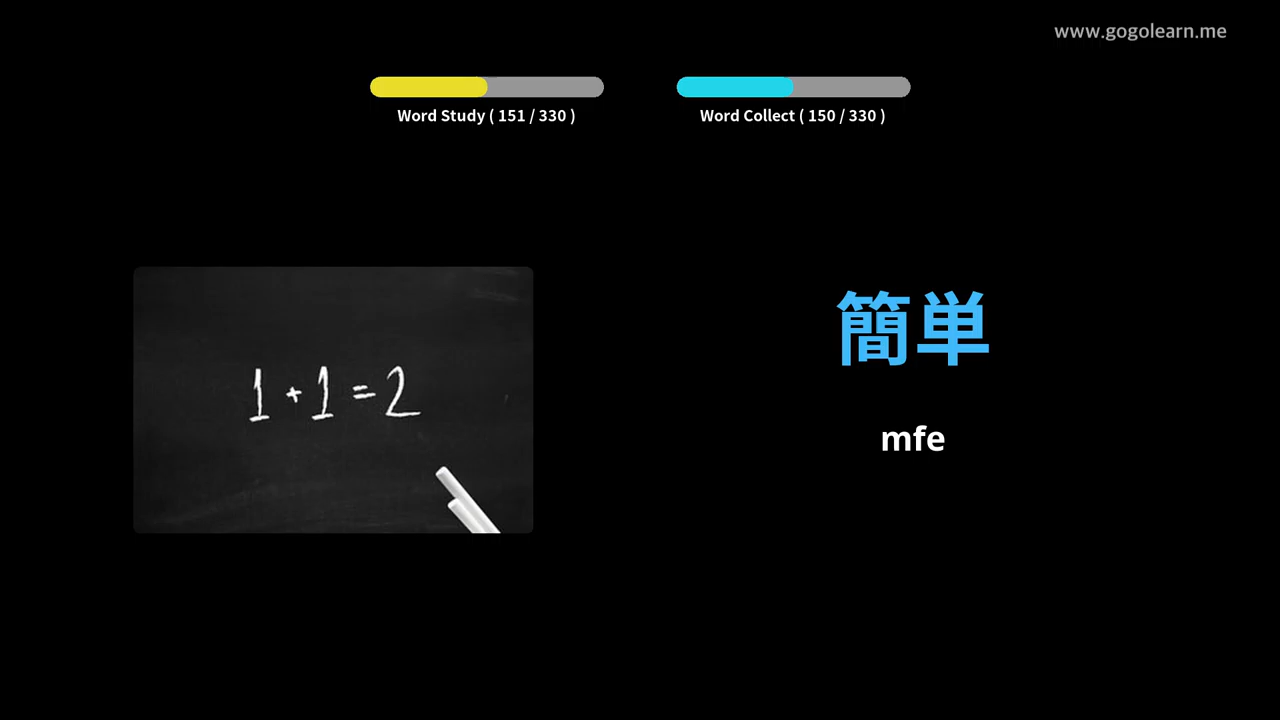 www.gogolearn.me
Word Study ( 151 / 330 )
Word Collect ( 150 / 330 )
1 + 1 = 2
簡単
mfe